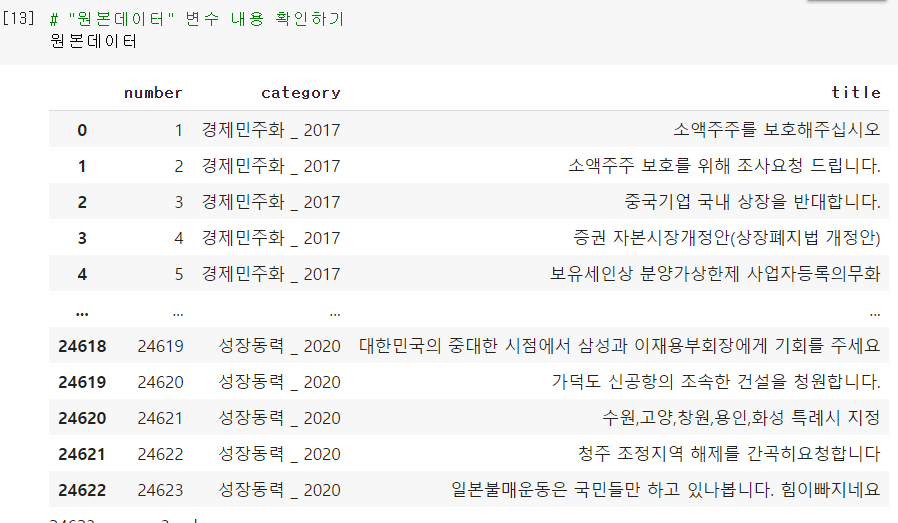 [13] # "원본데이터" 변수 내용 확인하기
원본데이터
number category title
0 1 경제민주화 _ 2017 소액주주를 보호해주십시오
1 2 경제민주화 _ 2017 소액주주 보호를 위해 조사요청 드립니다.
2 3 경제민주화 _ 2017 중국기업 국내 상장을 반대합니다.
3 4 경제민주화 _ 2017 증권 자본시장개정안(상장폐지법 개정안)
4 5 경제민주화 _ 2017 보유세인상 분양가상한제 사업자등록의무화
... ... ... ...
24618 24619 성장동력 _ 2020 대한민국의 중대한 시점에서 삼성과 이재용부회장에게 기회를 주세요
24619 24620 성장동력 _ 2020 가덕도 신공항의 조속한 건설을 청원합니다.
24620 24621 성장동력 _ 2020 수원,고양,창원,용인,화성 특례시 지정
24621 24622 성장동력 _ 2020 청주 조정지역 해제를 간곡히요청합니다
24622 24623 성장동력 _ 2020 일본불매운동은 국민들만 하고 있나봅니다. 힘이빠지네요